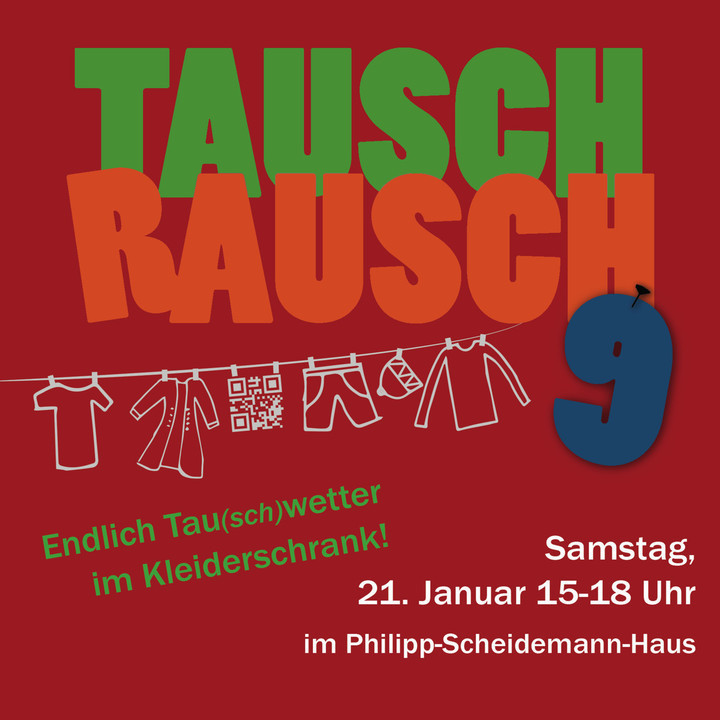 TAUSCH
RAUSCH
9
Endlich Tau(sch)wetter
im Kleiderschrank!
Samstag,
21. Januar 15-18 Uhr
im Philipp-Scheidemann-Haus